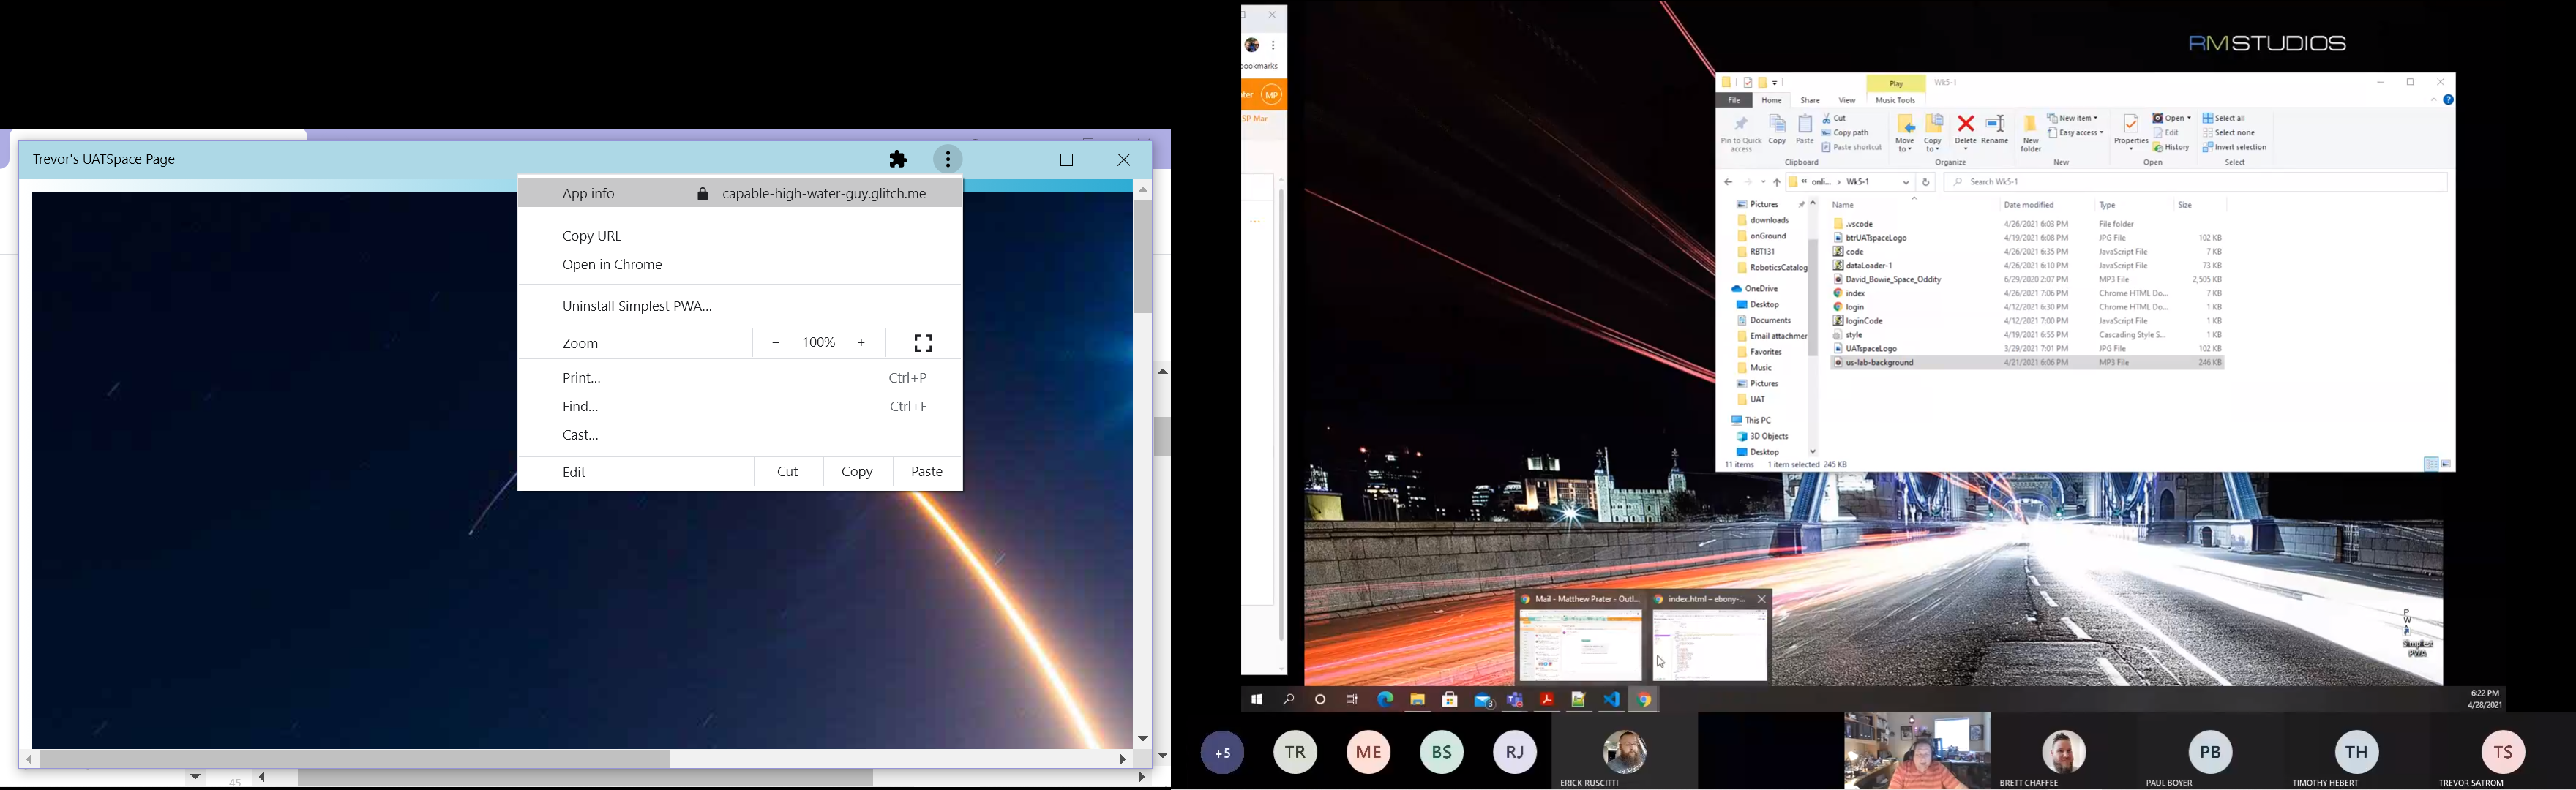 Trevor's UATSpace Page
App info capable-high-water-guy.glitch.me
Copy URL
Open in Chrome
Uninstall Simplest PWA...
Zoom − 100% +
Print... Ctrl+P
Find... Ctrl+F
Cast...
Edit Cut Copy Paste
45
bookmarks
ter MP
SP Mar
...
RMSTUDIOS
Play Wk5-1
File Home Share View Music Tools
Pin to Quick access
Copy
Paste
Cut
Copy path
Paste shortcut
Move to
Copy to
Delete
Rename
New folder
New item
Easy access
Properties
Open
Edit
History
Select all
Select none
Invert selection
Clipboard Organize New Open Select
« onli... › Wk5-1 Search Wk5-1
Pictures
downloads
onGround
RBT131
RoboticsCatalog
OneDrive
Desktop
Documents
Email attachmer
Favorites
Music
Pictures
UAT
This PC
3D Objects
Desktop
Name Date modified Type Size
.vscode 4/26/2021 6:03 PM File folder
btrUATspaceLogo 4/19/2021 6:08 PM JPG File 102 KB
code 4/26/2021 6:35 PM JavaScript File 7 KB
dataLoader-1 4/26/2021 6:10 PM JavaScript File 73 KB
David_Bowie_Space_Oddity 6/29/2020 2:07 PM MP3 File 2,505 KB
index 4/26/2021 7:06 PM Chrome HTML Do... 7 KB
login 4/12/2021 6:30 PM Chrome HTML Do... 1 KB
loginCode 4/12/2021 7:00 PM JavaScript File 1 KB
style 4/19/2021 6:55 PM Cascading Style S... 1 KB
UATspaceLogo 3/29/2021 7:01 PM JPG File 102 KB
us-lab-background 4/21/2021 6:06 PM MP3 File 246 KB
11 items 1 item selected 245 KB
Mail - Matthew Prater - Outl...
index.html – ebony-...
P
W
Simplest
PWA
3
6:22 PM
4/28/2021
+5
TR
ME
BS
RJ
ERICK RUSCITTI
BRETT CHAFFEE
PB
PAUL BOYER
TH
TIMOTHY HEBERT
TS
TREVOR SATROM